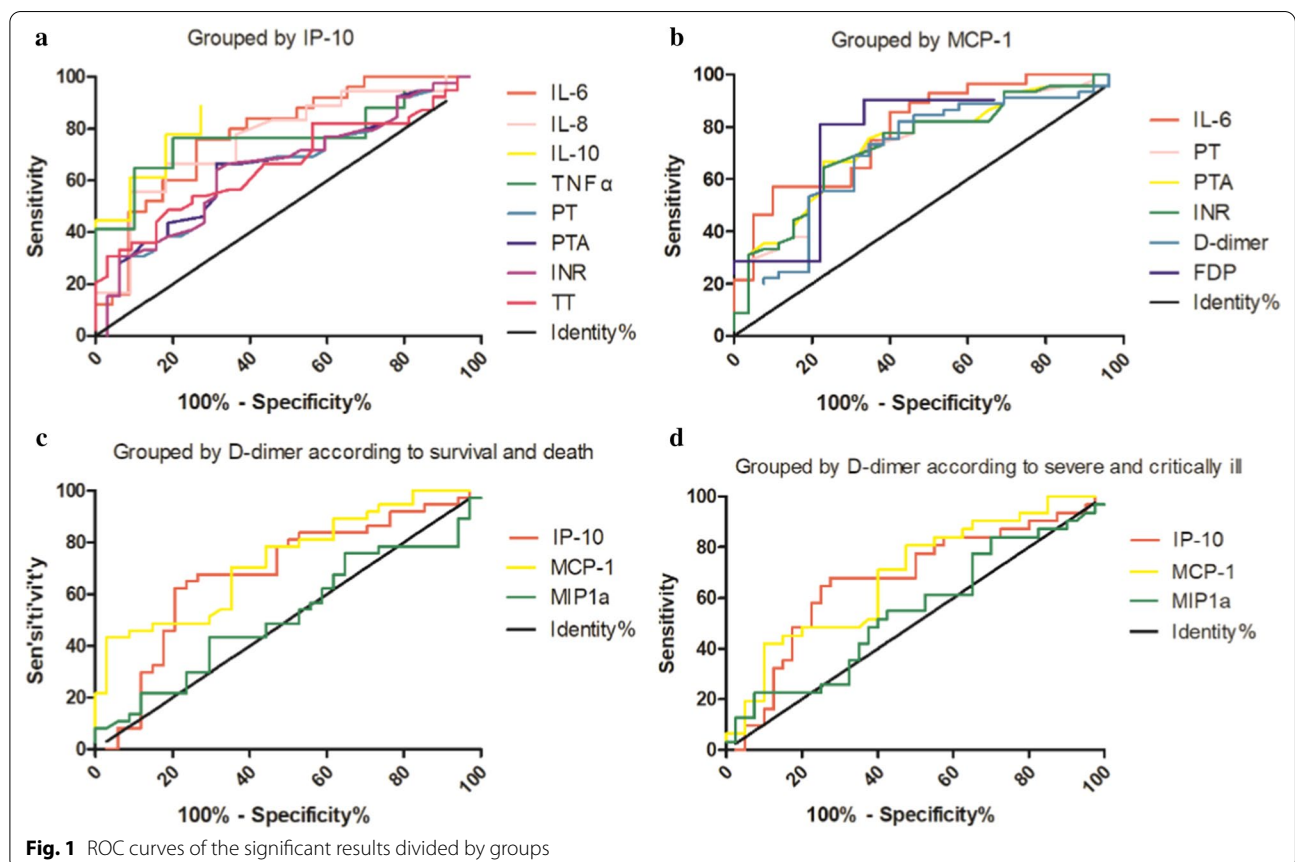 a
Grouped by IP-10
100
80
60
40
20
0
Sensitivity
0 20 40 60 80 100
100% - Specificity%
IL-6
IL-8
IL-10
TNFα
PT
PTA
INR
TT
Identity%
b
Grouped by MCP-1
100
80
60
40
20
0
Sensitivity
0 20 40 60 80 100
100% - Specificity%
IL-6
PT
PTA
INR
D-dimer
FDP
Identity%
c
Grouped by D-dimer according to survival and death
100
80
60
40
20
0
Sen'si'ti'vi't'y
0 20 40 60 80 100
100% - Specificity%
IP-10
MCP-1
MIP1a
Identity%
d
Grouped by D-dimer according to severe and critically ill
100
80
60
40
20
0
Sensitivity
0 20 40 60 80 100
100% - Specificity%
IP-10
MCP-1
MIP1a
Identity%
Fig. 1 ROC curves of the significant results divided by groups